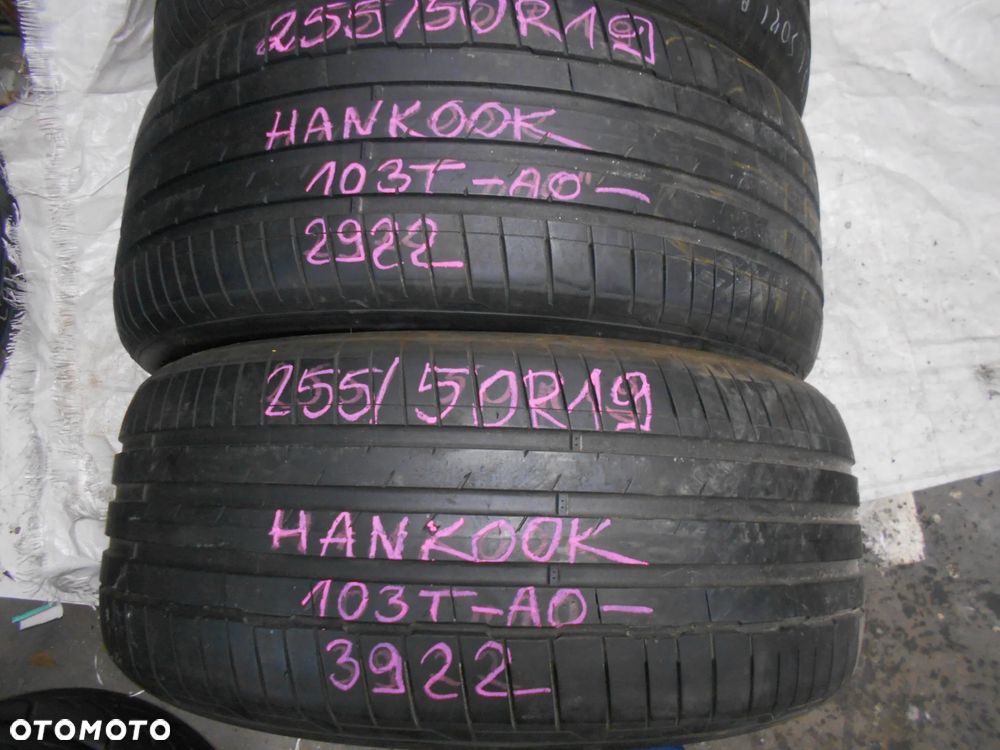 255/50R19
HANKOOK
103T-AO-
2922
255/50R19
HANKOOK
103T-AO-
3922
OTOMOTO